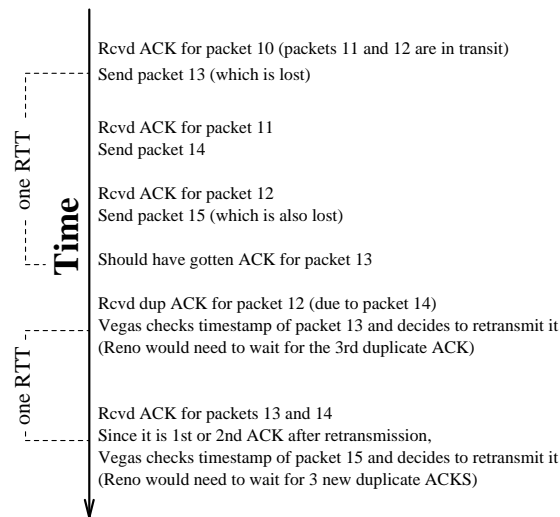 Rcvd ACK for packet 10 (packets 11 and 12 are in transit)
Send packet 13 (which is lost)
Rcvd ACK for packet 11
Send packet 14
Rcvd ACK for packet 12
Send packet 15 (which is also lost)
Should have gotten ACK for packet 13
one RTT
Time
Rcvd dup ACK for packet 12 (due to packet 14)
Vegas checks timestamp of packet 13 and decides to retransmit it
(Reno would need to wait for the 3rd duplicate ACK)
one RTT
Rcvd ACK for packets 13 and 14
Since it is 1st or 2nd ACK after retransmission,
Vegas checks timestamp of packet 15 and decides to retransmit it
(Reno would need to wait for 3 new duplicate ACKS)